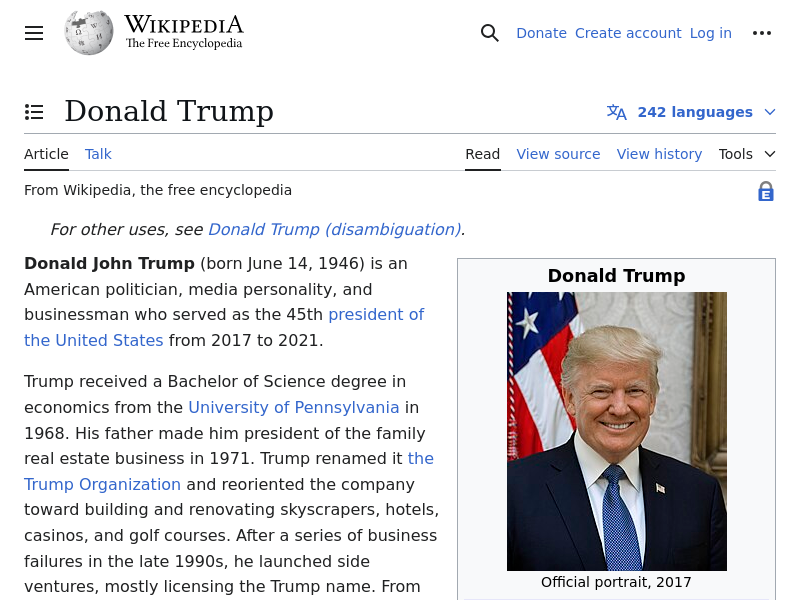 WIKIPEDIA
The Free Encyclopedia
Donate Create account Log in
Donald Trump
242 languages
Article Talk
Read View source View history Tools
From Wikipedia, the free encyclopedia
For other uses, see Donald Trump (disambiguation).
Donald John Trump (born June 14, 1946) is an
American politician, media personality, and
businessman who served as the 45th president of
the United States from 2017 to 2021.
Trump received a Bachelor of Science degree in
economics from the University of Pennsylvania in
1968. His father made him president of the family
real estate business in 1971. Trump renamed it the
Trump Organization and reoriented the company
toward building and renovating skyscrapers, hotels,
casinos, and golf courses. After a series of business
failures in the late 1990s, he launched side
ventures, mostly licensing the Trump name. From
Donald Trump
Official portrait, 2017